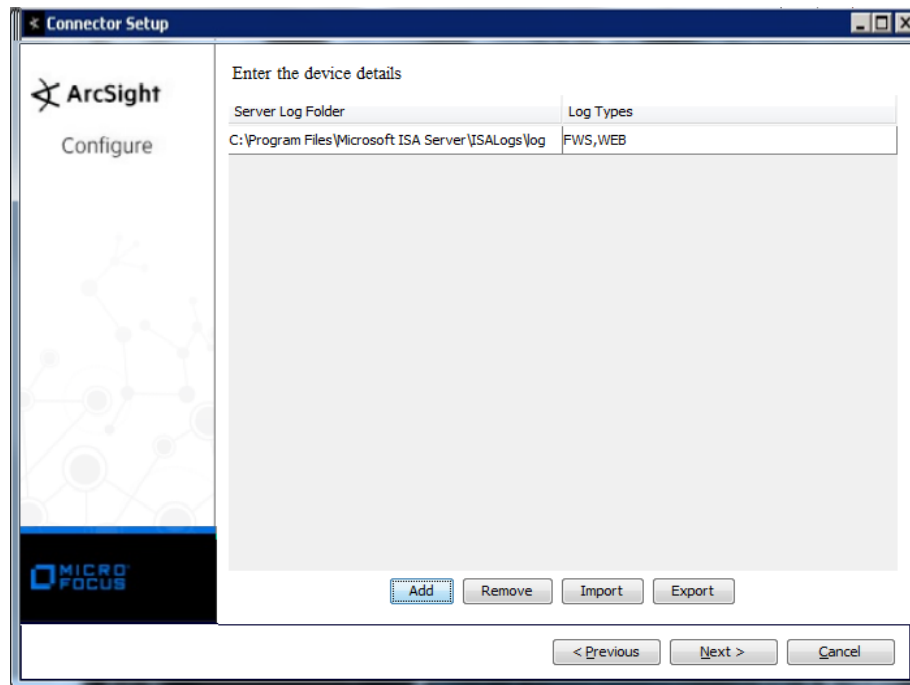 Connector Setup
ArcSight
Configure
Enter the device details
Server Log Folder Log Types
C:\Program Files\Microsoft ISA Server\ISALogs\log FWS,WEB
Add Remove Import Export
MICRO
FOCUS
< Previous Next > Cancel